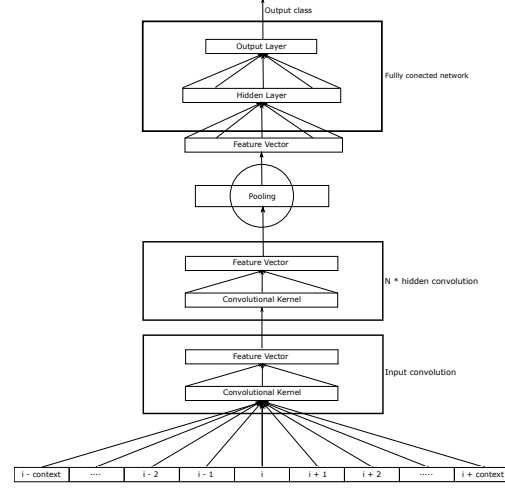 Output class
Output Layer
Fullly conected network
Hidden Layer
Feature Vector
Pooling
Feature Vector
N * hidden convolution
Convolutional Kernel
Feature Vector
Input convolution
Convolutional Kernel
i - context .... i - 2 i - 1 i i + 1 i + 2 ..... i + context